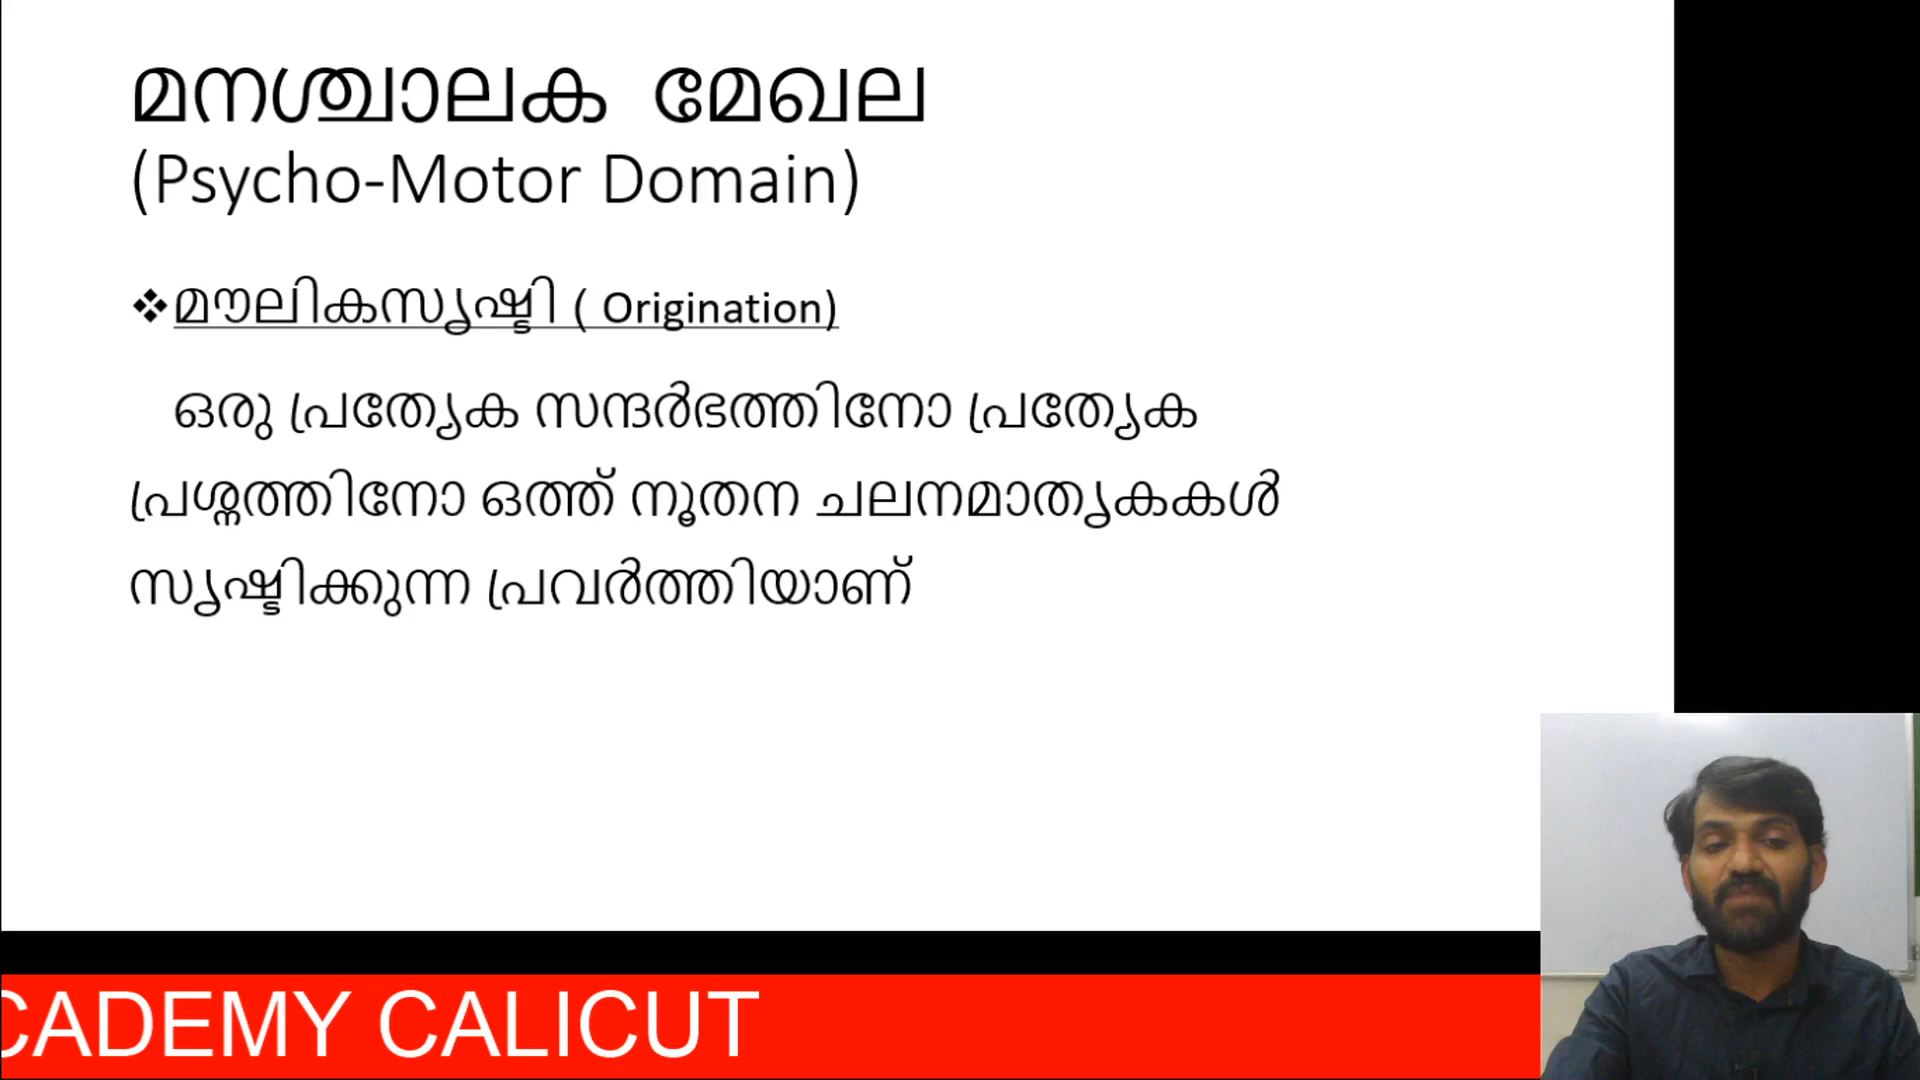 മനശ്ചാലക മേഖല
(Psycho-Motor Domain)
❖മൗലികസൃഷ്ടി ( Origination)
ഒരു പ്രത്യേക സന്ദർഭത്തിനോ പ്രത്യേക
പ്രശ്നത്തിനോ ഒത്ത് നൂതന ചലനമാതൃകകൾ
സൃഷ്ടിക്കുന്ന പ്രവർത്തിയാണ്
CADEMY CALICUT